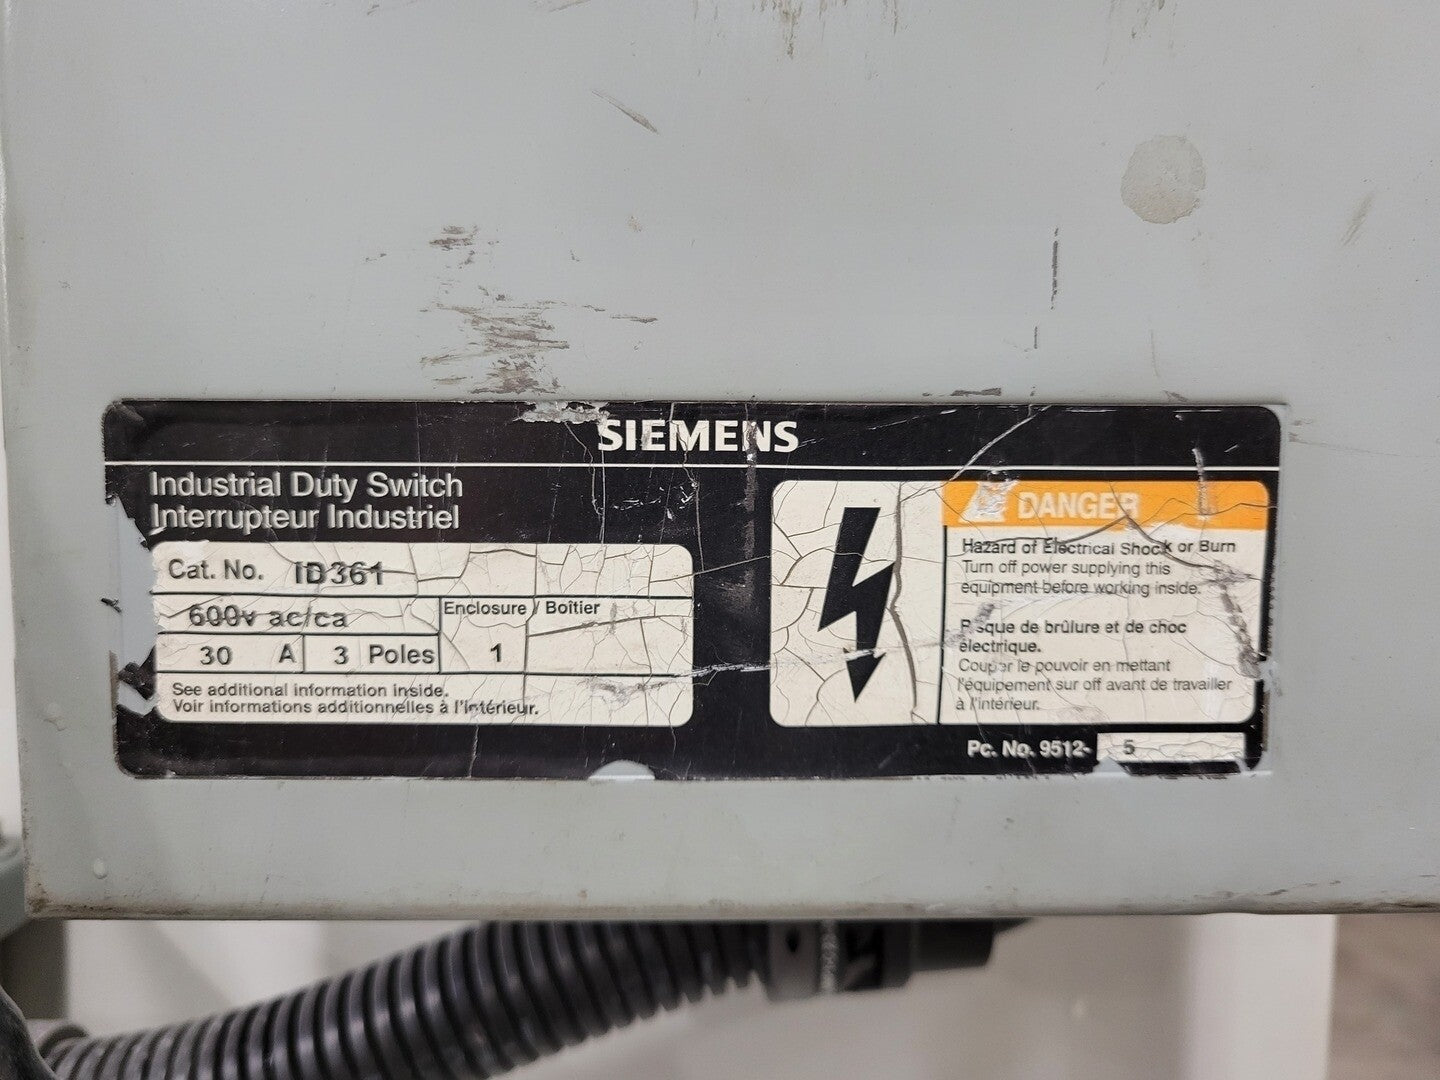 SIEMENS
Industrial Duty Switch
Interrupteur Industriel
Cat. No. ID361
600v ac/ca
Enclosure / Boîtier
30 A 3 Poles 1
See additional information inside.
Voir informations additionnelles à l'intérieur.
DANGER
Hazard of Electrical Shock or Burn
Turn off power supplying this
equipment before working inside.
Risque de brûlure et de choc
électrique.
Couper le pouvoir en mettant
l'équipement sur off avant de travailler
à l'intérieur.
Pc. No. 9512- 5